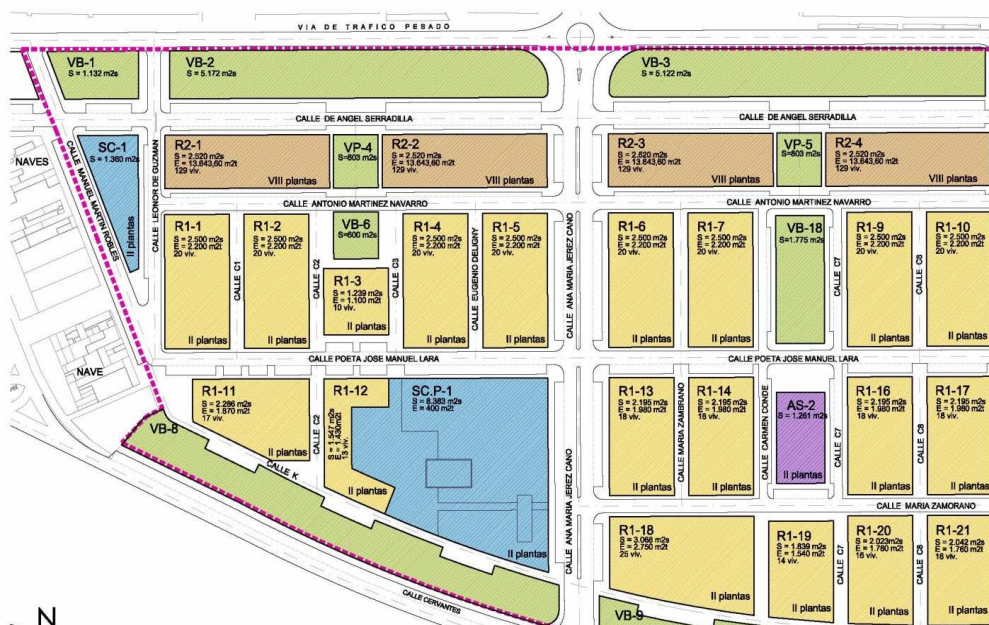 VIA DE TRAFICO PESADO
VB-1
S = 1.132 m2s
VB-2
S = 5.172 m2s
VB-3
S = 5.122 m2s
CALLE DE ANGEL SERRADILLA
CALLE DE ANGEL SERRADILLA
NAVES
CALLE MANUEL MARTIN ROBLES
SC-1
S = 1.360 m2s
II plantas
CALLE LEONOR DE GUZMAN
R2-1
S = 2.520 m2s
E = 13.643,60 m2t
129 viv.
VIII plantas
VP-4
S=803 m2s
R2-2
S = 2.520 m2s
E = 13.643,60 m2t
129 viv.
VIII plantas
R2-3
S = 2.520 m2s
E = 13.643,60 m2t
129 viv.
VIII plantas
VP-5
S=803 m2s
R2-4
S = 2.520 m2s
E = 13.643,60 m2t
129 viv.
VIII plantas
CALLE ANTONIO MARTINEZ NAVARRO
CALLE ANTONIO MARTINEZ NAVARRO
R1-1
S = 2.500 m2s
E = 2.200 m2t
20 viv.
II plantas
CALLE C1
R1-2
S = 2.500 m2s
E = 2.200 m2t
20 viv.
II plantas
CALLE C2
VB-6
S=600 m2s
R1-3
S = 1.239 m2s
E = 1.100 m2t
10 viv.
II plantas
CALLE C3
R1-4
S = 2.500 m2s
E = 2.200 m2t
20 viv.
II plantas
CALLE EUGENIO DELIGNY
R1-5
S = 2.500 m2s
E = 2.200 m2t
20 viv.
II plantas
CALLE ANA MARIA JEREZ CANO
R1-6
S = 2.500 m2s
E = 2.200 m2t
20 viv.
II plantas
R1-7
S = 2.500 m2s
E = 2.200 m2t
20 viv.
II plantas
VB-18
S=1.775 m2s
CALLE C7
R1-9
S = 2.500 m2s
E = 2.200 m2t
20 viv.
II plantas
CALLE C8
R1-10
S = 2.500 m2s
E = 2.200 m2t
20 viv.
II plantas
CALLE POETA JOSE MANUEL LARA
CALLE POETA JOSE MANUEL LARA
NAVE
VB-8
R1-11
S = 2.286 m2s
E = 1.870 m2t
17 viv.
II plantas
CALLE K
CALLE C2
R1-12
S = 1.547 m2s
E = 1.430m2t
13 viv.
II plantas
SC.P-1
S = 8.383 m2s
E = 400 m2t
II plantas
CALLE ANA MARIA JEREZ CANO
R1-13
S = 2.195 m2s
E = 1.980 m2t
18 viv.
II plantas
CALLE MARIA ZAMBRANO
R1-14
S = 2.195 m2s
E = 1.980 m2t
18 viv.
II plantas
CALLE CARMEN CONDE
AS-2
S = 1.261 m2s
II plantas
CALLE C7
R1-16
S = 2.195 m2s
E = 1.980 m2t
18 viv.
II plantas
CALLE C8
R1-17
S = 2.195 m2s
E = 1.980 m2t
18 viv.
II plantas
CALLE MARIA ZAMORANO
R1-18
S = 3.068 m2s
E = 2.750 m2t
25 viv.
II plantas
R1-19
S = 1.839 m2s
E = 1.540 m2t
14 viv.
II plantas
CALLE C7
R1-20
S = 2.023m2s
E = 1.760 m2t
16 viv.
II plantas
CALLE C8
R1-21
S = 2.042 m2s
E = 1.760 m2t
16 viv.
II plantas
CALLE CERVANTES
VB-9
N